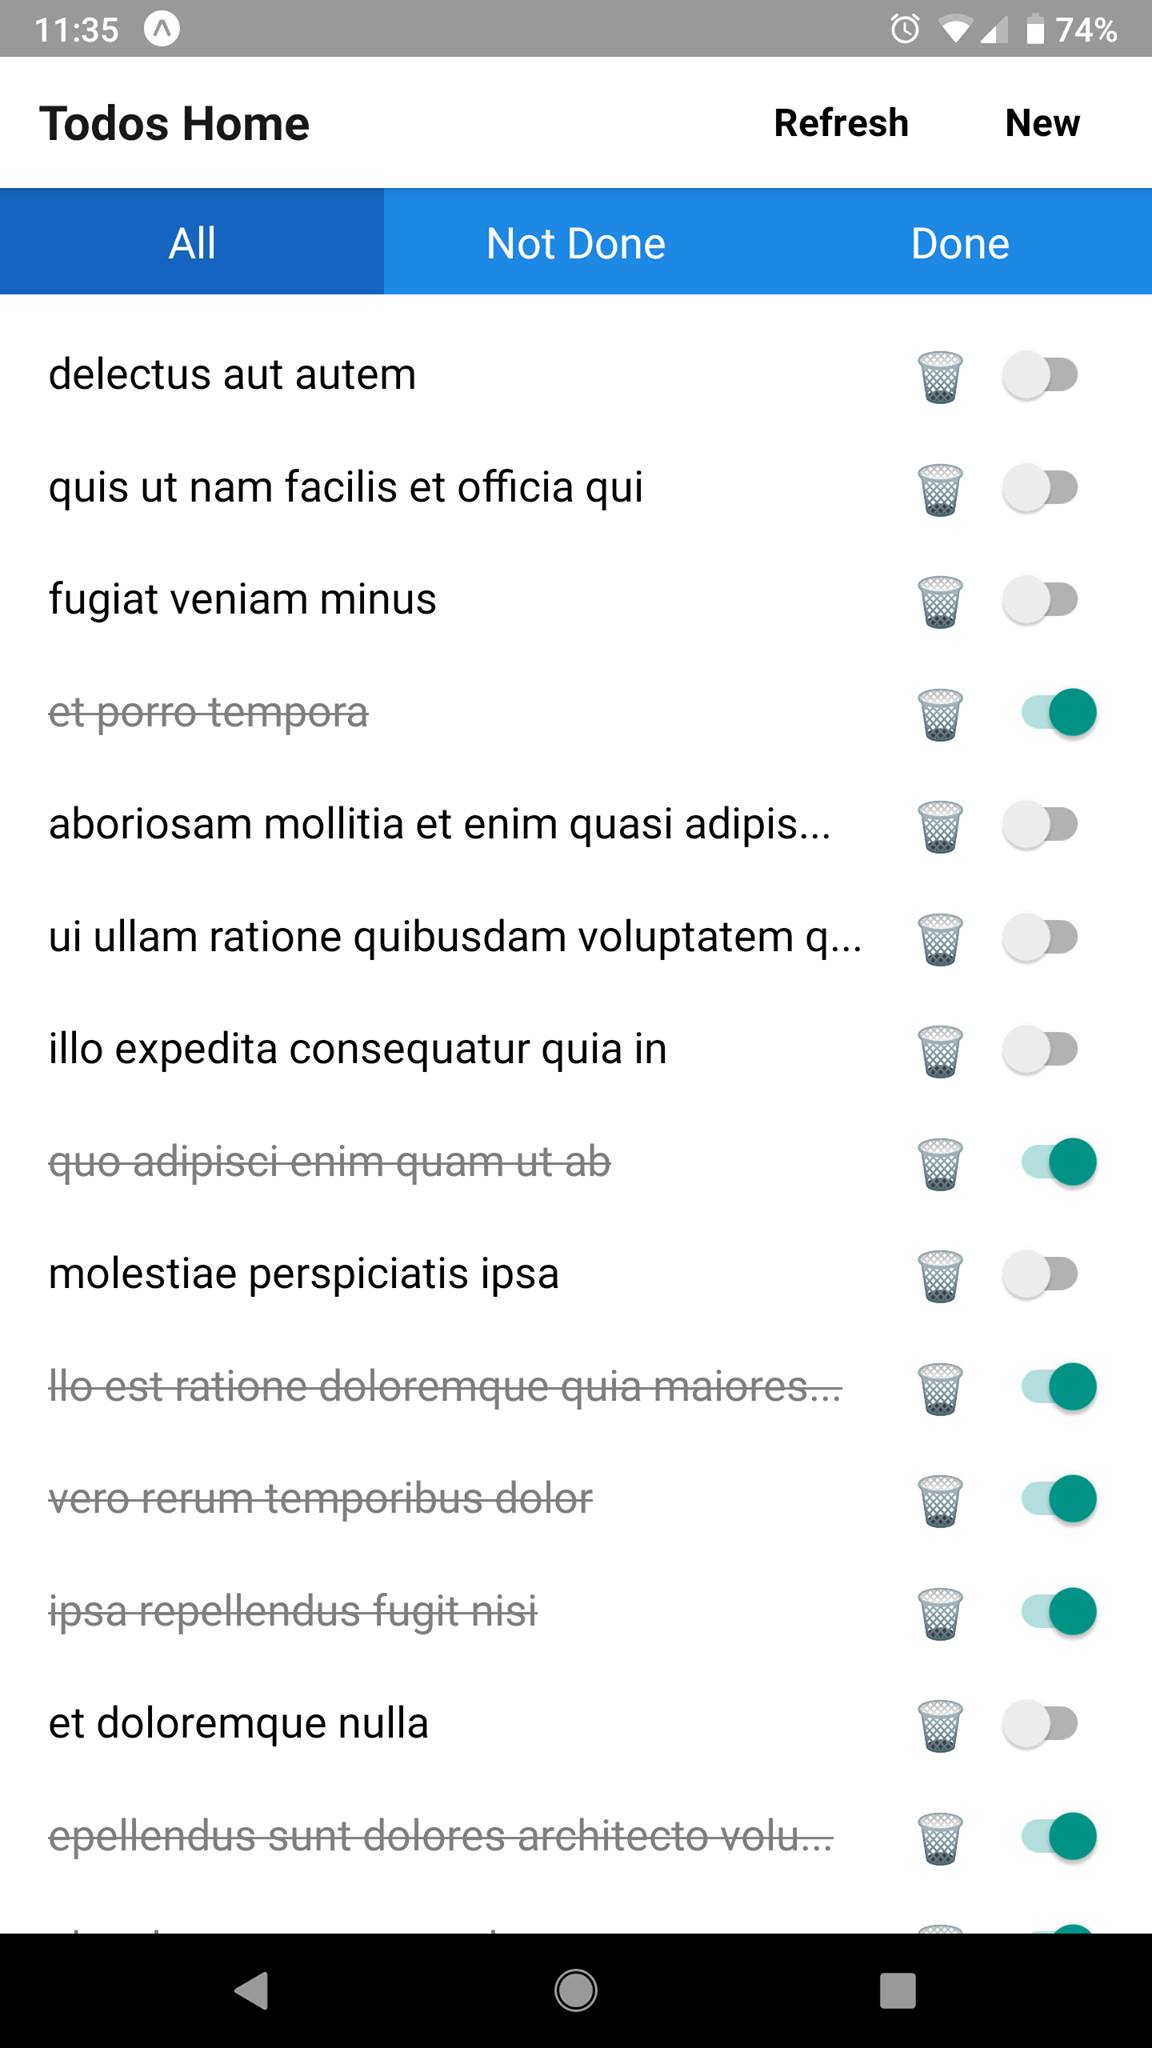 11:35
74%
Todos Home
Refresh
New
All
Not Done
Done
delectus aut autem
quis ut nam facilis et officia qui
fugiat veniam minus
et porro tempora
aboriosam mollitia et enim quasi adipis...
ui ullam ratione quibusdam voluptatem q...
illo expedita consequatur quia in
quo adipisci enim quam ut ab
molestiae perspiciatis ipsa
llo est ratione doloremque quia maiores...
vero rerum temporibus dolor
ipsa repellendus fugit nisi
et doloremque nulla
epellendus sunt dolores architecto volu...